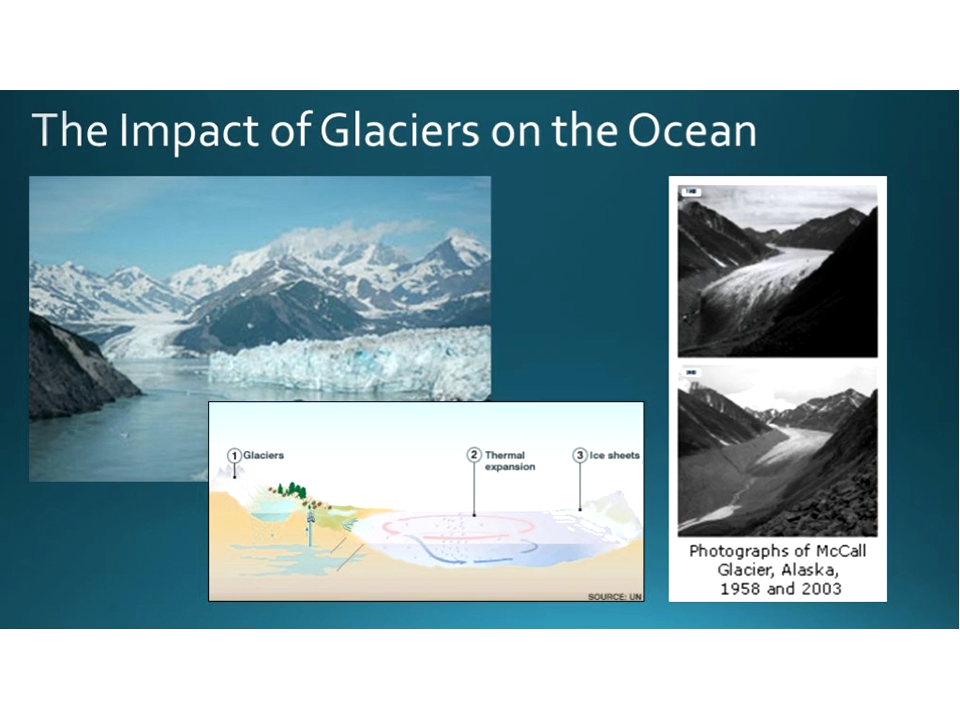 The Impact of Glaciers on the Ocean
1 Glaciers
2 Thermal
expansion
3 Ice sheets
SOURCE: UN
Photographs of McCall
Glacier, Alaska,
1958 and 2003